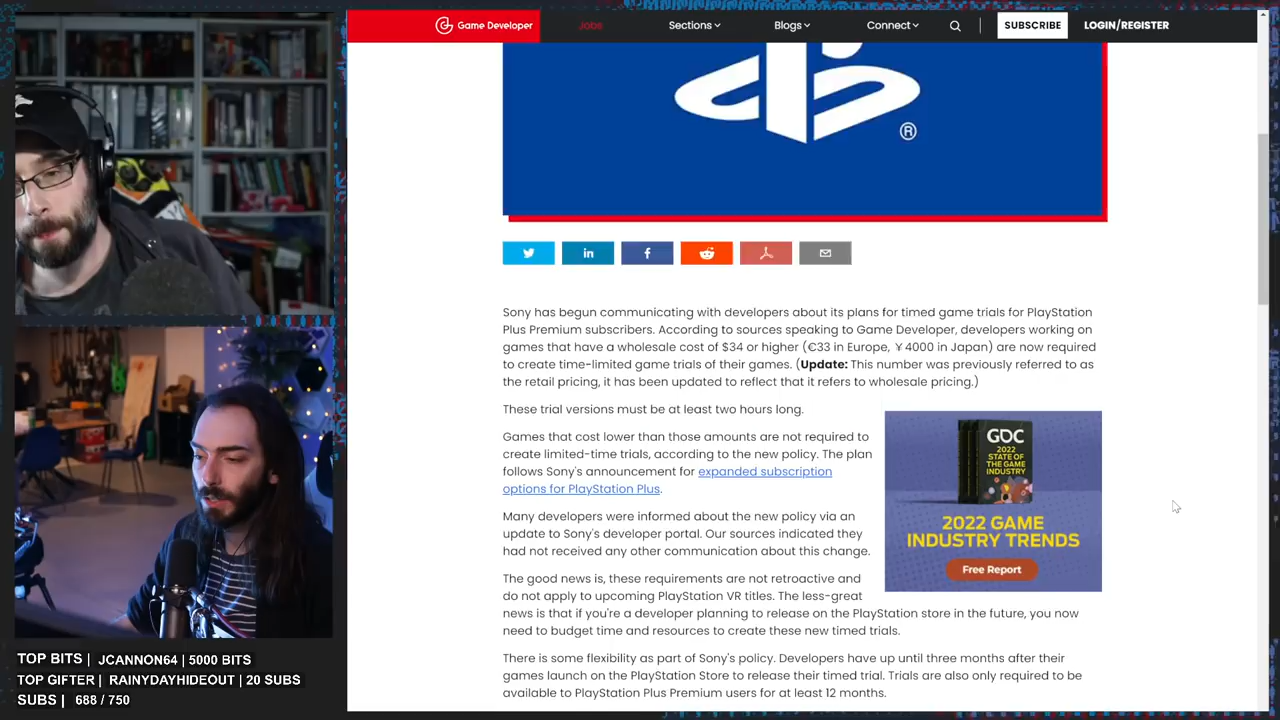 Game Developer
Jobs
Sections
Blogs
Connect
SUBSCRIBE
LOGIN/REGISTER
®
in
f
Sony has begun communicating with developers about its plans for timed game trials for PlayStation
Plus Premium subscribers. According to sources speaking to Game Developer, developers working on
games that have a wholesale cost of $34 or higher (€33 in Europe, ￥4000 in Japan) are now required
to create time-limited game trials of their games. (Update: This number was previously referred to as
the retail pricing, it has been updated to reflect that it refers to wholesale pricing.)
These trial versions must be at least two hours long.
Games that cost lower than those amounts are not required to
create limited-time trials, according to the new policy. The plan
follows Sony's announcement for expanded subscription
options for PlayStation Plus.
Many developers were informed about the new policy via an
update to Sony's developer portal. Our sources indicated they
had not received any other communication about this change.
The good news is, these requirements are not retroactive and
do not apply to upcoming PlayStation VR titles. The less-great
news is that if you're a developer planning to release on the PlayStation store in the future, you now
need to budget time and resources to create these new timed trials.
There is some flexibility as part of Sony's policy. Developers have up until three months after their
games launch on the PlayStation Store to release their timed trial. Trials are also only required to be
available to PlayStation Plus Premium users for at least 12 months.
GDC
2022
STATE OF
THE GAME
INDUSTRY
2022 GAME
INDUSTRY TRENDS
Free Report
TOP BITS | JCANNON64 | 5000 BITS
TOP GIFTER | RAINYDAYHIDEOUT | 20 SUBS
SUBS | 688 / 750